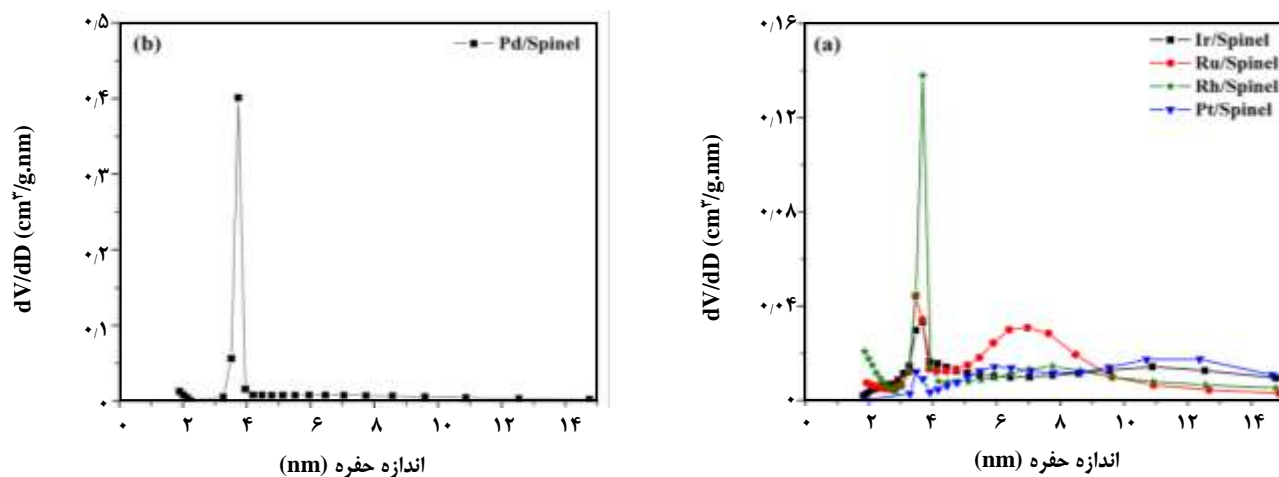 (b)
Pd/Spinel
dV/dD (cm³/g.nm)
۰٫۵
۰٫۴
۰٫۳
۰٫۲
۰٫۱
۰٫
۰ ۲ ۴ ۶ ۸ ۱۰ ۱۲ ۱۴
اندازه حفره (nm)
(a)
Ir/Spinel
Ru/Spinel
Rh/Spinel
Pt/Spinel
dV/dD (cm³/g.nm)
۰٫۱۶
۰٫۱۲
۰٫۰۸
۰٫۰۴
۰٫
۰ ۲ ۴ ۶ ۸ ۱۰ ۱۲ ۱۴
اندازه حفره (nm)